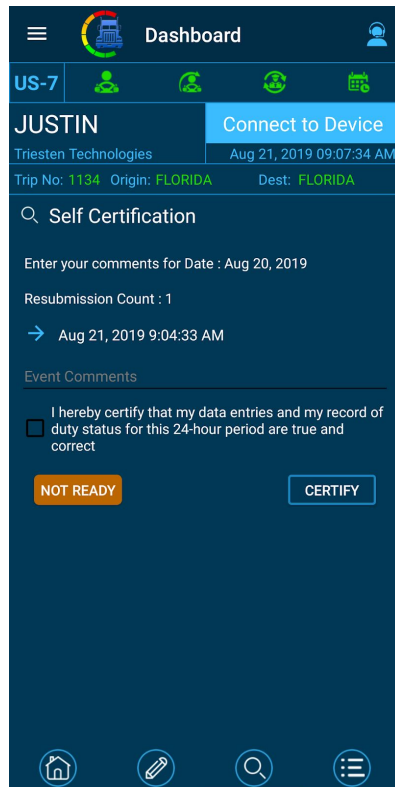 Dashboard
US-7
JUSTIN
Connect to Device
Triesten Technologies
Aug 21, 2019 09:07:34 AM
Trip No: 1134 Origin: FLORIDA Dest: FLORIDA
Self Certification
Enter your comments for Date : Aug 20, 2019
Resubmission Count : 1
Aug 21, 2019 9:04:33 AM
Event Comments
I hereby certify that my data entries and my record of
duty status for this 24-hour period are true and
correct
NOT READY
CERTIFY